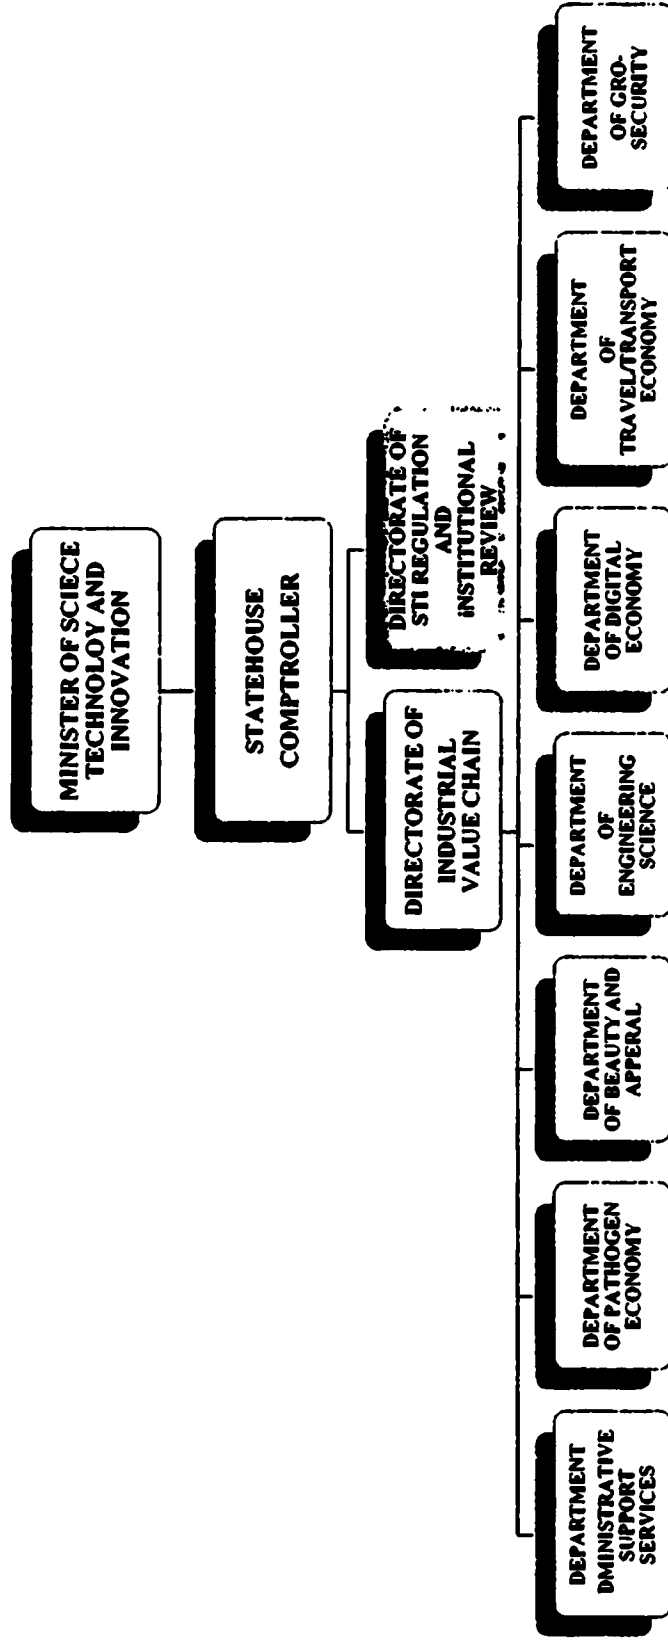 MINISTER OF SCIECE
TECHNOLOY AND
INNOVATION
STATEHOUSE
COMPTROLLER
DIRECTORATE OF
INDUSTRIAL
VALUE CHAIN
DIRECTORATE OF
STI REGULATION
AND
INSTITUTIONAL
REVIEW
DEPARTMENT
DMINISTRATIVE
SUPPORT
SERVICES
DEPARTMENT
OF PATHOGEN
ECONOMY
DEPARTMENT
OF BEAUTY AND
APPERAL
DEPARTMENT
OF
ENGINEERING
SCIENCE
DEPARTMENT
OF DIGITAL
ECONOMY
DEPARTMENT
OF
TRAVEL/TRANSPORT
ECONOMY
DEPARTMENT
OF GRO-
SECURITY